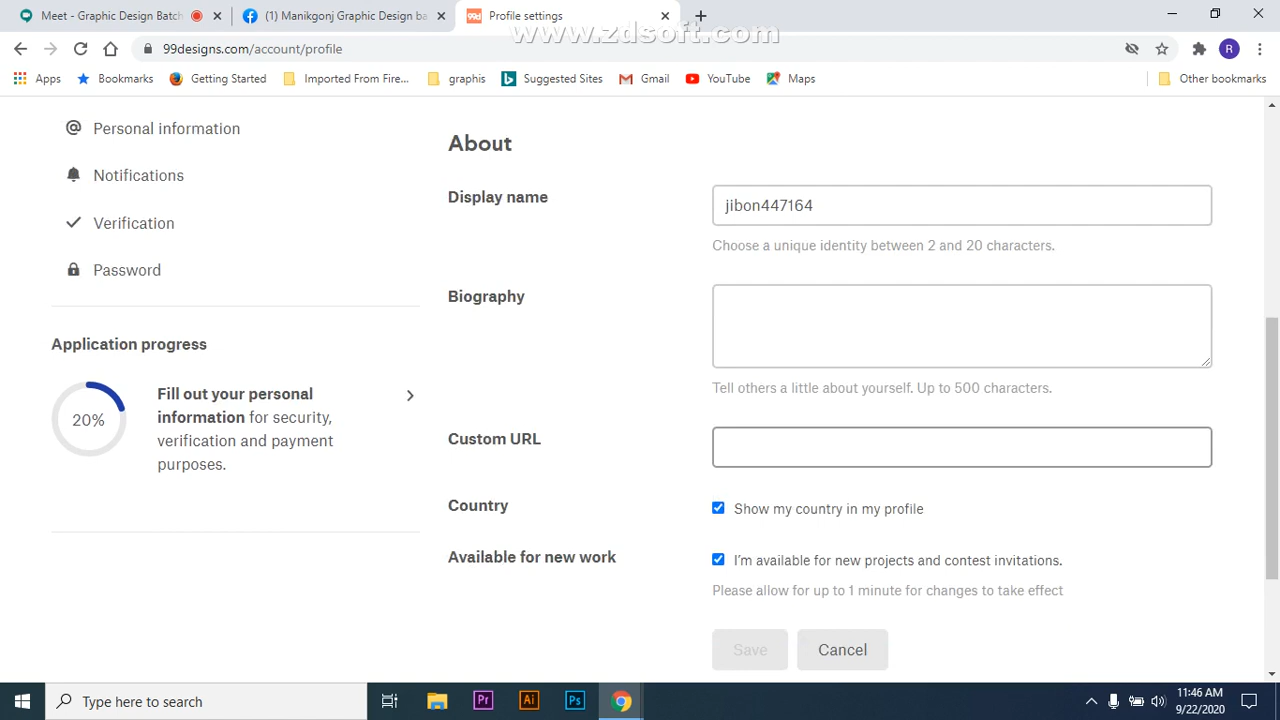 Meet - Graphic Design Batch
(1) Manikgonj Graphic Design ba
99d Profile settings
www.zdsoft.com
99designs.com/account/profile
R
Apps
Bookmarks
Getting Started
Imported From Fire...
graphis
Suggested Sites
Gmail
YouTube
Maps
Other bookmarks
Personal information
Notifications
Verification
Password
Application progress
20%
Fill out your personal
information for security,
verification and payment
purposes.
About
Display name
jibon447164
Choose a unique identity between 2 and 20 characters.
Biography
Tell others a little about yourself. Up to 500 characters.
Custom URL
Country
Show my country in my profile
Available for new work
I'm available for new projects and contest invitations.
Please allow for up to 1 minute for changes to take effect
Save
Cancel
Type here to search
Pr
Ai
Ps
11:46 AM
9/22/2020